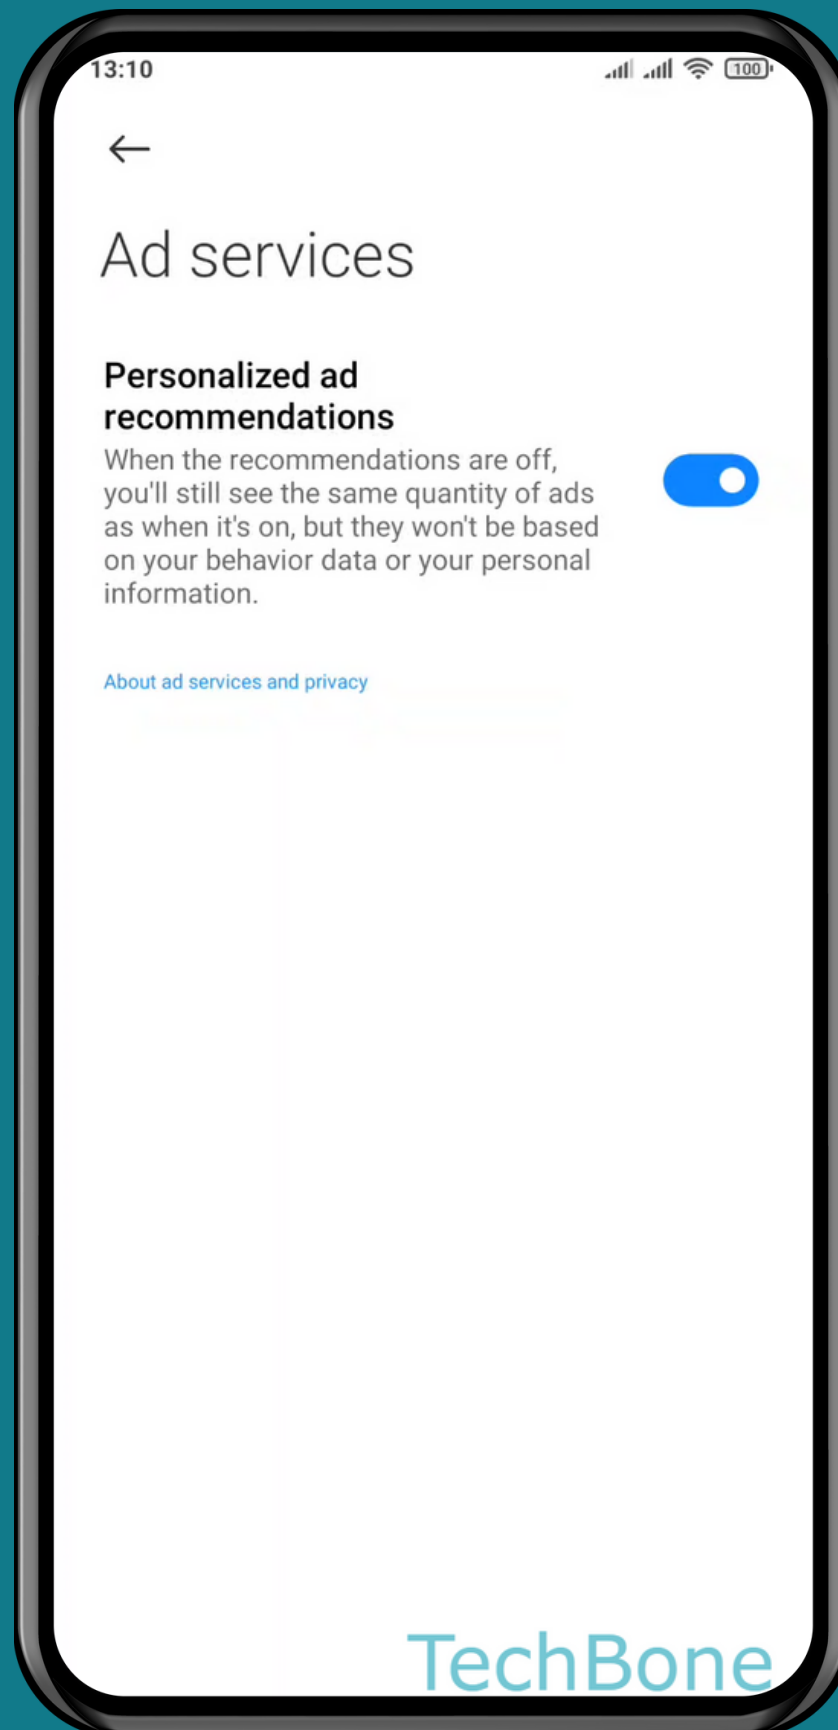 13:10
100
Ad services
Personalized ad
recommendations
When the recommendations are off,
you'll still see the same quantity of ads
as when it's on, but they won't be based
on your behavior data or your personal
information.
About ad services and privacy
TechBone